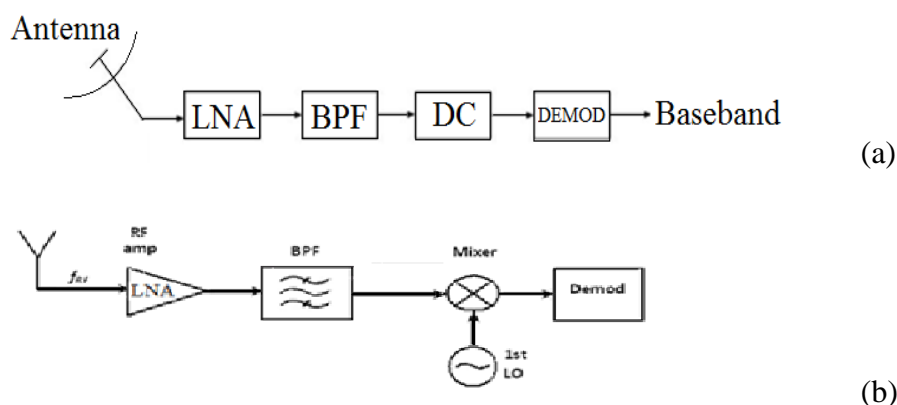 Antenna
LNA
BPF
DC
DEMOD
Baseband
(a)
RF
amp
BPF
Mixer
LNA
Demod
1st
LO
(b)